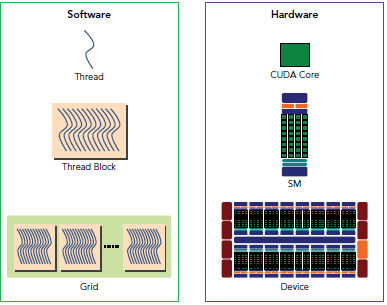 Software
Thread
Thread Block
Grid
Hardware
CUDA Core
SM
Device